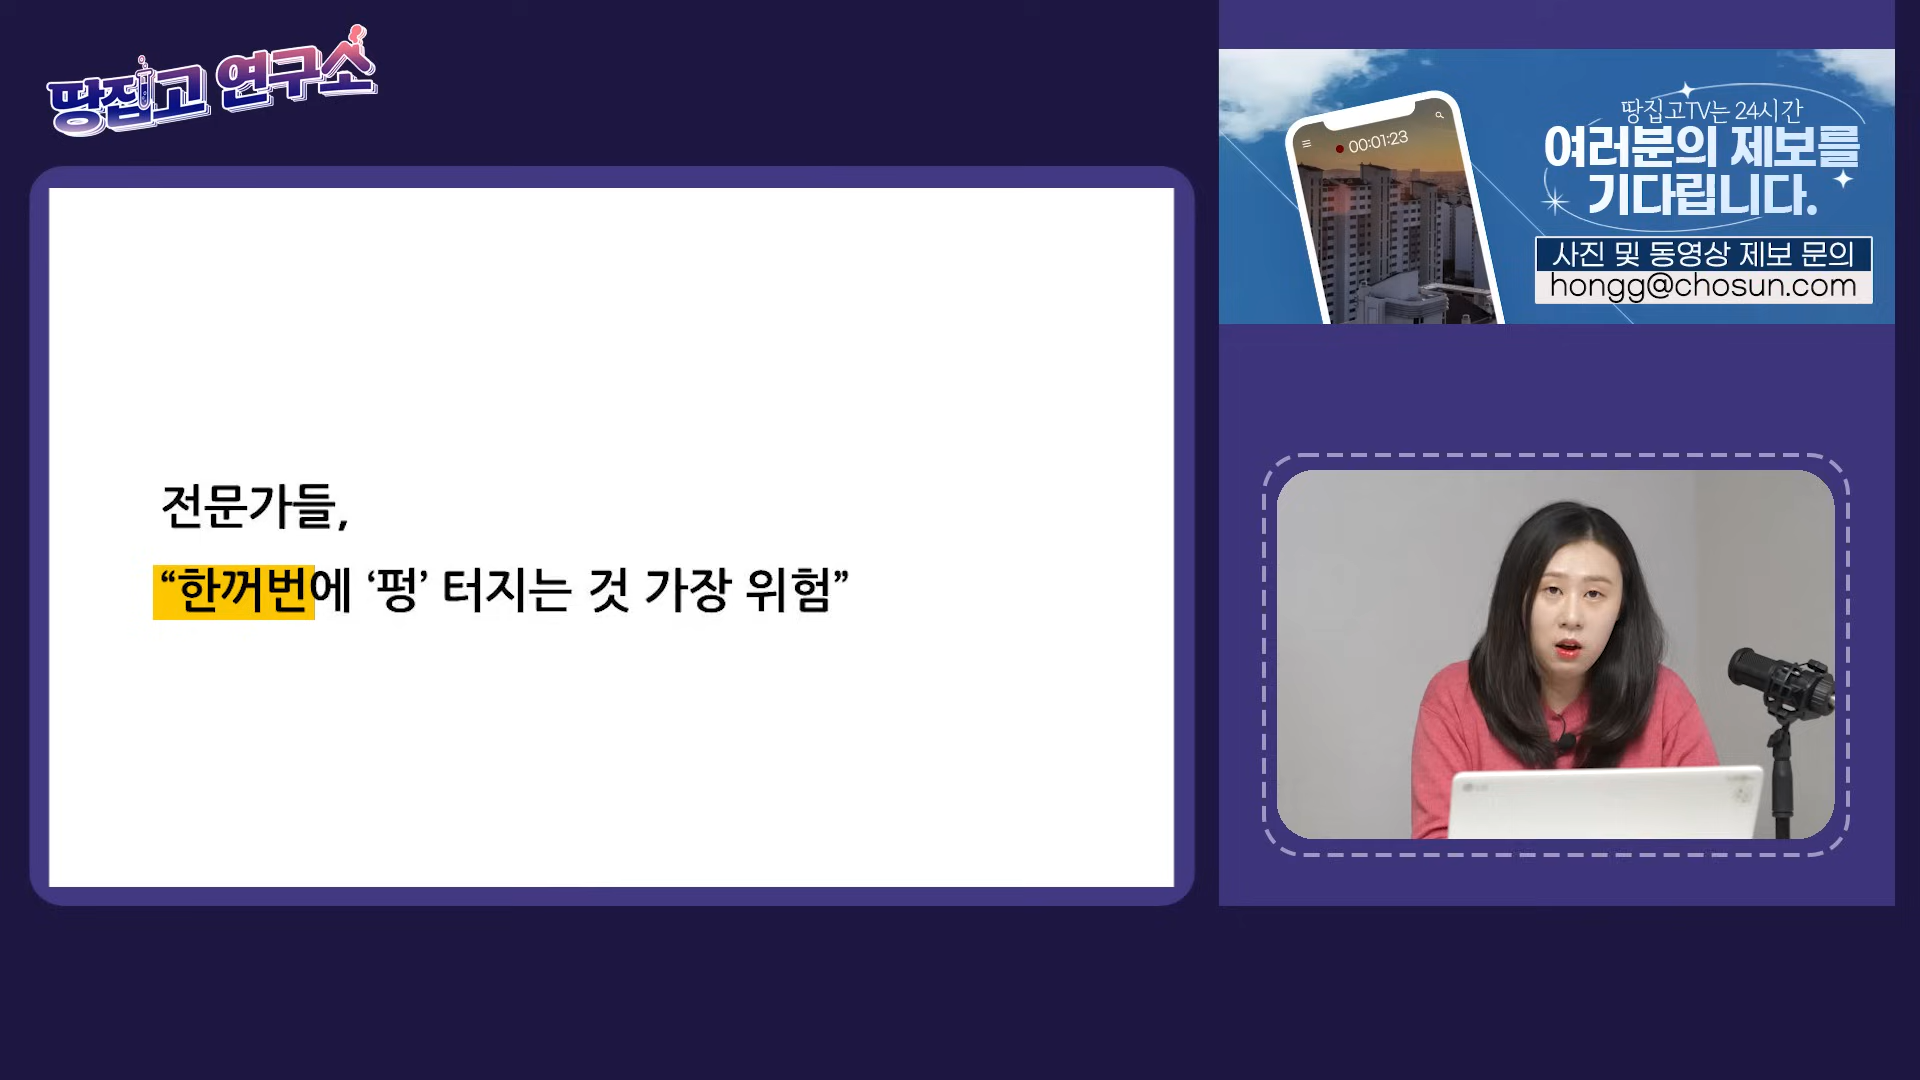 땅집고 연구소
땅집고TV는 24시간
여러분의 제보를
기다립니다.
사진 및 동영상 제보 문의
hongg@chosun.com
00:01:23
전문가들,
“한꺼번에 ‘펑’ 터지는 것 가장 위험”
LG